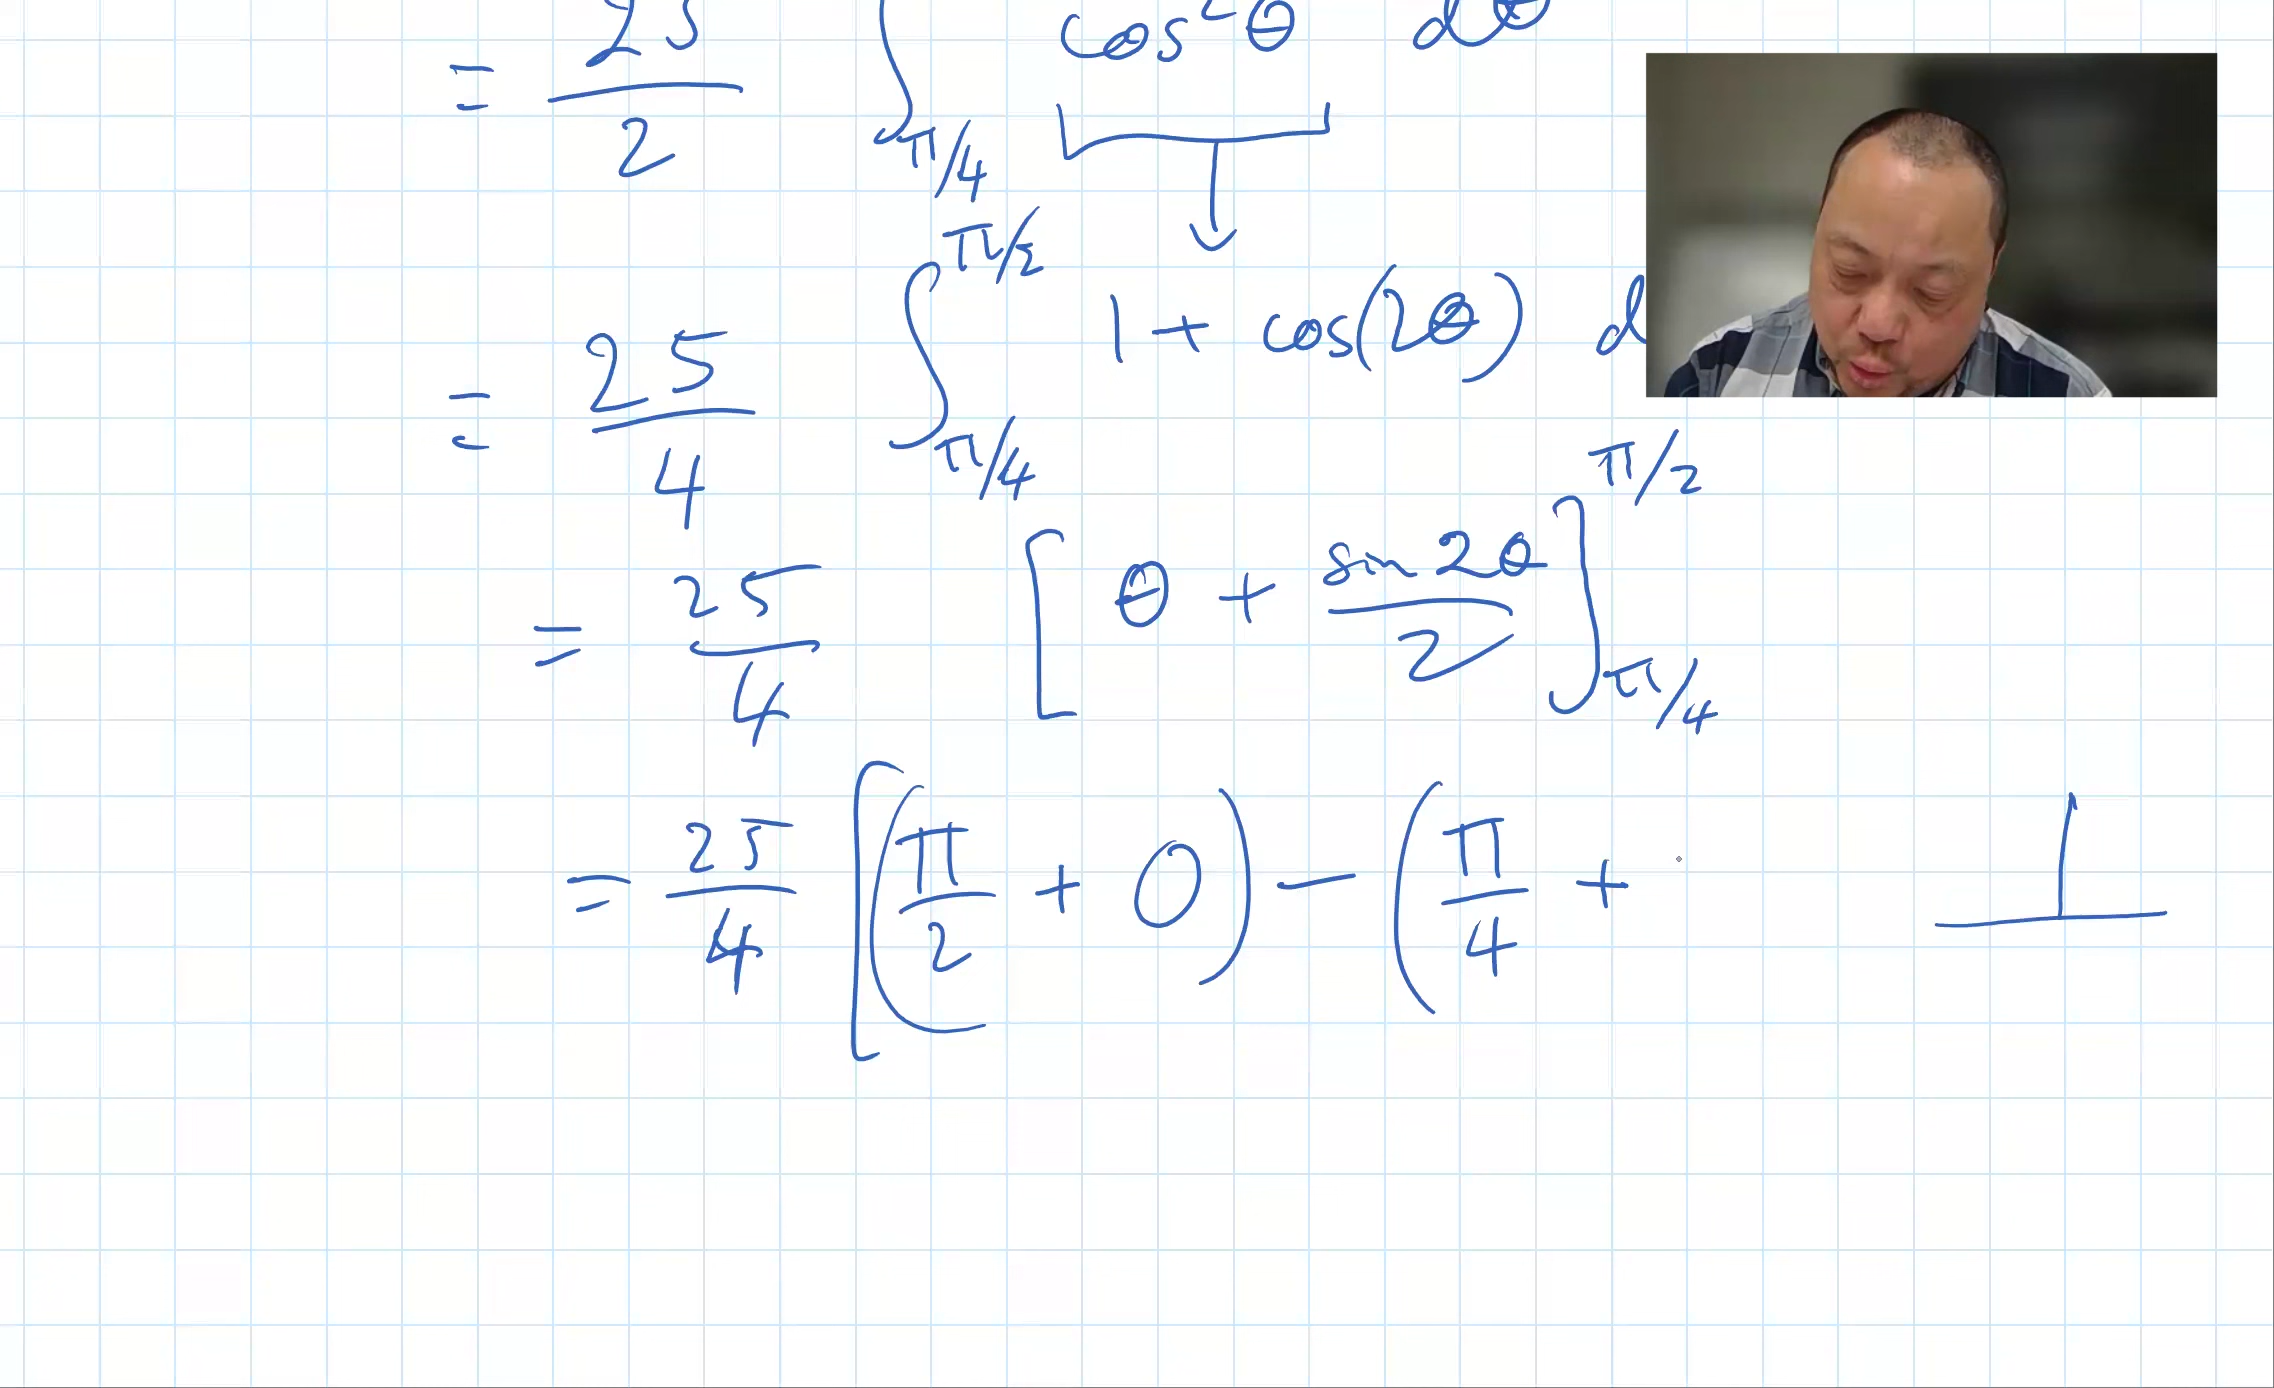 = 25/2 ∫_{π/4} cos²θ dθ
= 25/4 ∫_{π/4}^{π/2} 1 + cos(2θ) d
= 25/4 [θ + sin 2θ/2]_{π/4}^{π/2}
= 25/4 [(π/2 + 0) − (π/4 +